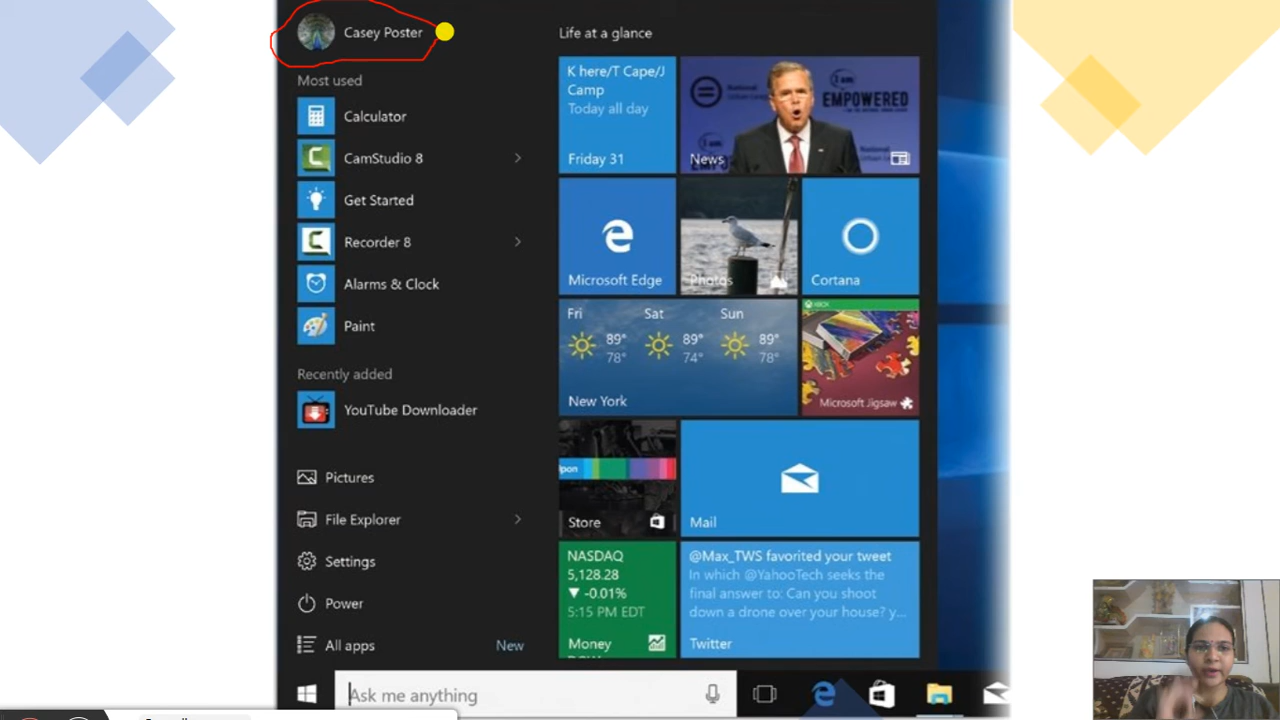 Casey Poster
Most used
Calculator
CamStudio 8
Get Started
Recorder 8
Alarms & Clock
Paint
Recently added
YouTube Downloader
Pictures
File Explorer
Settings
Power
All apps
New
Life at a glance
K here/T Cape/J
Camp
Today all day
Friday 31
I am
EMPOWERED
News
Microsoft Edge
Photos
Cortana
Fri Sat Sun
89° 89° 89°
78° 74° 78°
New York
XBOX
Microsoft Jigsaw
Upon
Store
Mail
NASDAQ
5,128.28
▼ -0.01%
5:15 PM EDT
Money
@Max_TWS favorited your tweet
In which @YahooTech seeks the
final answer to: Can you shoot
down a drone over your house? y...
Twitter
Ask me anything